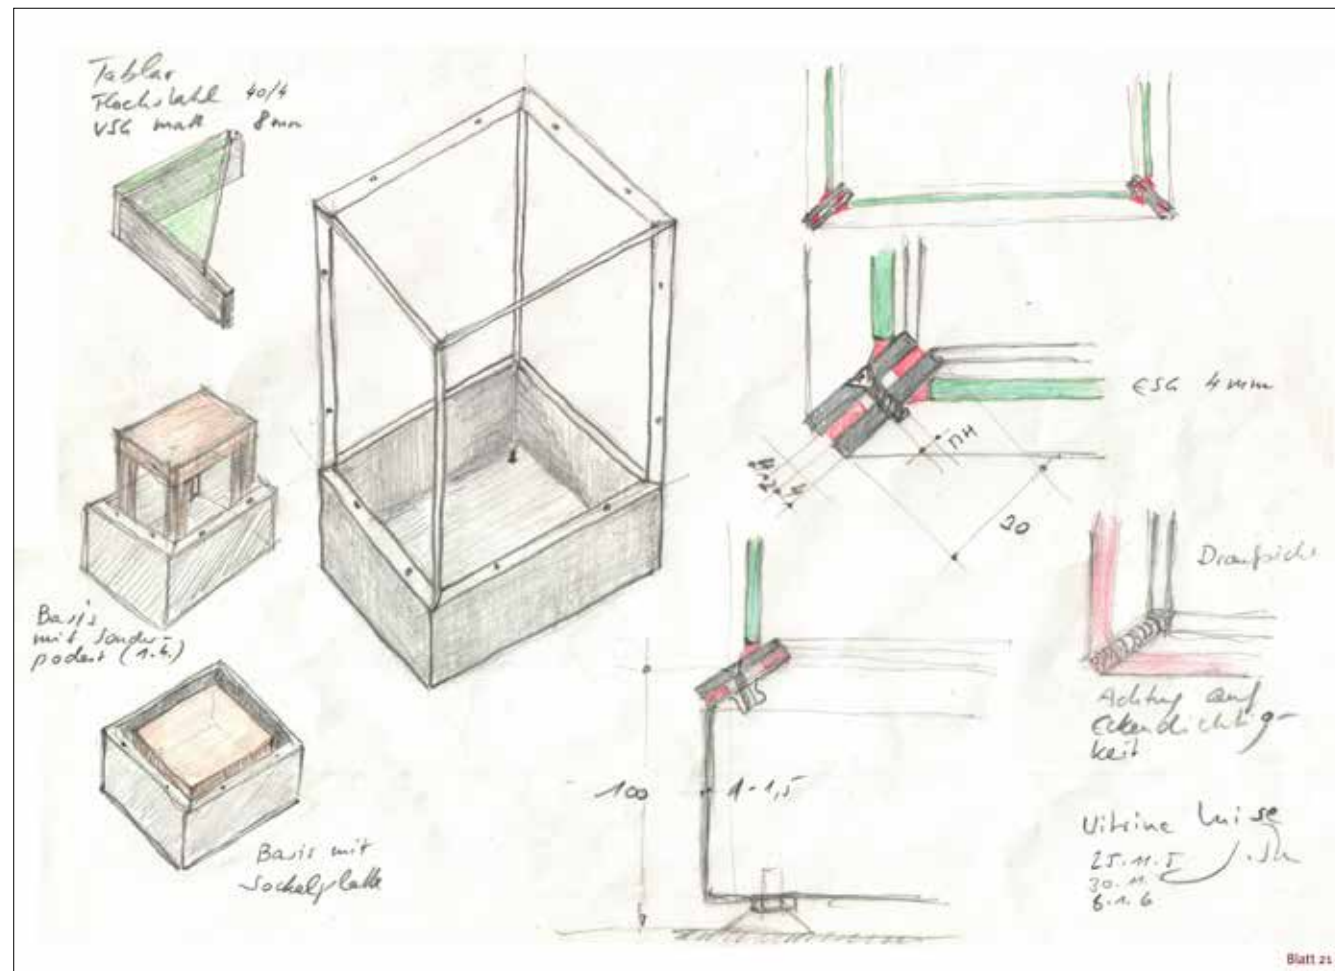 Tablar
Flachstahl 40/4
VSG matt 8mm
ESG 4mm
30
Basis
mit Sonder-
podest (1.6.)
Draufsicht
Achtung auf
Eckendichtig-
keit
100
1-1,5
Basis mit
Sockelplatte
Vitrine Luise
25.11.5
30.11.
6.1.6
Blatt 21